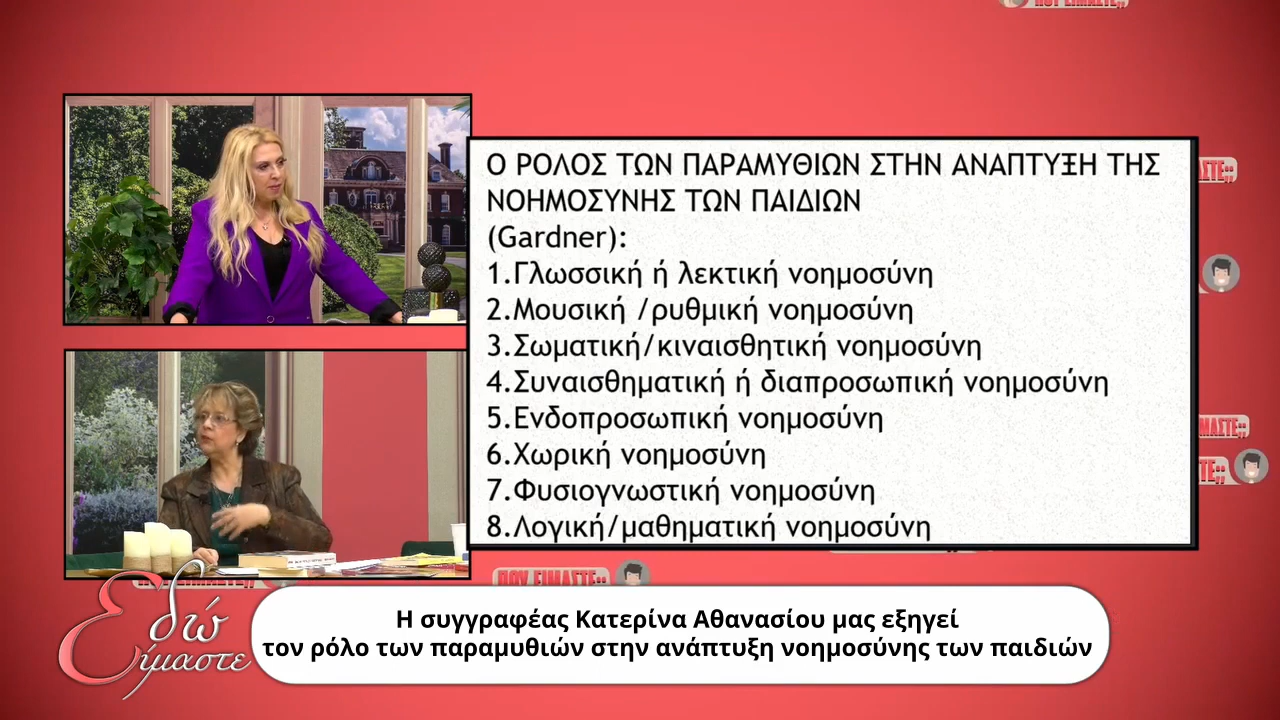 ΠΟΥ ΕΙΜΑΣΤΕ;;
Ο ΡΟΛΟΣ ΤΩΝ ΠΑΡΑΜΥΘΙΩΝ ΣΤΗΝ ΑΝΑΠΤΥΞΗ ΤΗΣ
ΝΟΗΜΟΣΥΝΗΣ ΤΩΝ ΠΑΙΔΙΩΝ
(Gardner):
1.Γλωσσική ή λεκτική νοημοσύνη
2.Μουσική /ρυθμική νοημοσύνη
3.Σωματική/κιναισθητική νοημοσύνη
4.Συναισθηματική ή διαπροσωπική νοημοσύνη
5.Ενδοπροσωπική νοημοσύνη
6.Χωρική νοημοσύνη
7.Φυσιογνωστική νοημοσύνη
8.Λογική/μαθηματική νοημοσύνη
ΠΟΥ ΕΙΜΑΣΤΕ;;
Εδώ
Είμαστε
Η συγγραφέας Κατερίνα Αθανασίου μας εξηγεί
τον ρόλο των παραμυθιών στην ανάπτυξη νοημοσύνης των παιδιών